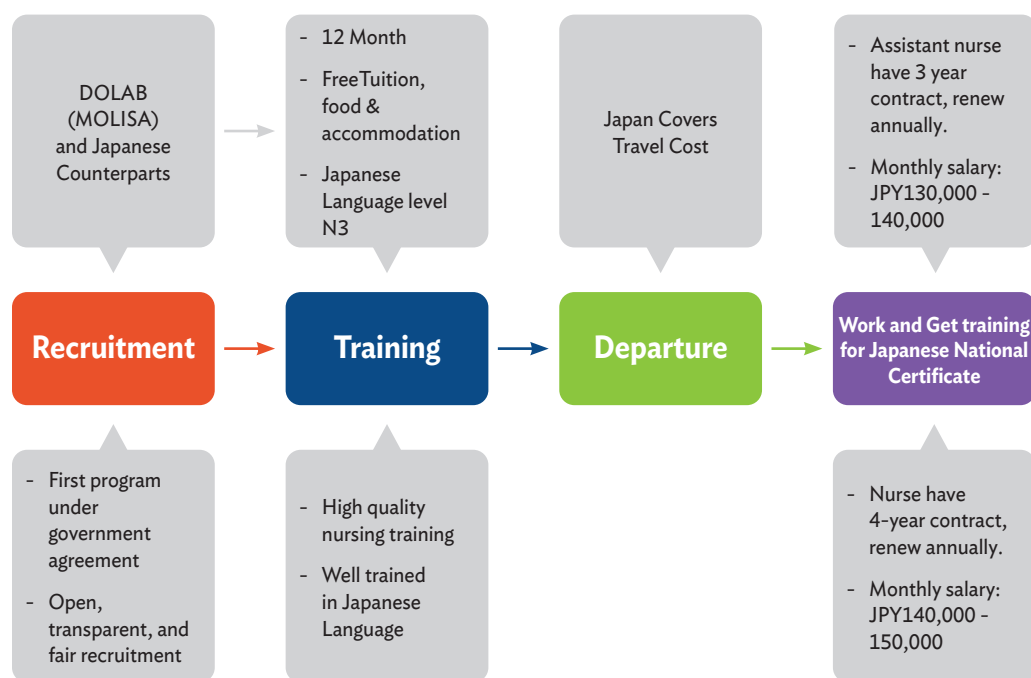 DOLAB
(MOLISA)
and Japanese
Counterparts
- 12 Month
- FreeTuition,
food &
accommodation
- Japanese
Language level
N3
Japan Covers
Travel Cost
- Assistant nurse
have 3 year
contract, renew
annually.
- Monthly salary:
JPY130,000 -
140,000
Recruitment
Training
Departure
Work and Get training
for Japanese National
Certificate
- First program
under
government
agreement
- Open,
transparent, and
fair recruitment
- High quality
nursing training
- Well trained
in Japanese
Language
- Nurse have
4-year contract,
renew annually.
- Monthly salary:
JPY140,000 -
150,000